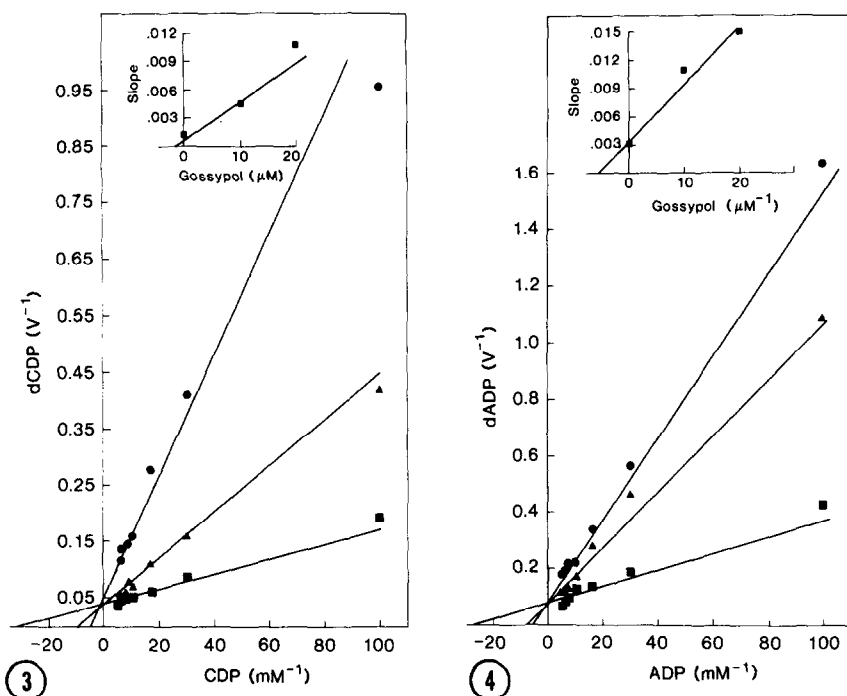 .012
.009
.006
.003
Slope
0 10 20
Gossypol (µM)
0.95
0.85
0.75
0.65
0.55
0.45
0.35
0.25
0.15
0.05
dCDP (V⁻¹)
-20 0 20 40 60 80 100
CDP (mM⁻¹)
3
.015
.012
.009
.006
.003
Slope
0 10 20
Gossypol (µM⁻¹)
1.6
1.4
1.2
1.0
0.8
0.6
0.4
0.2
dADP (V⁻¹)
-20 0 20 40 60 80 100
ADP (mM⁻¹)
4